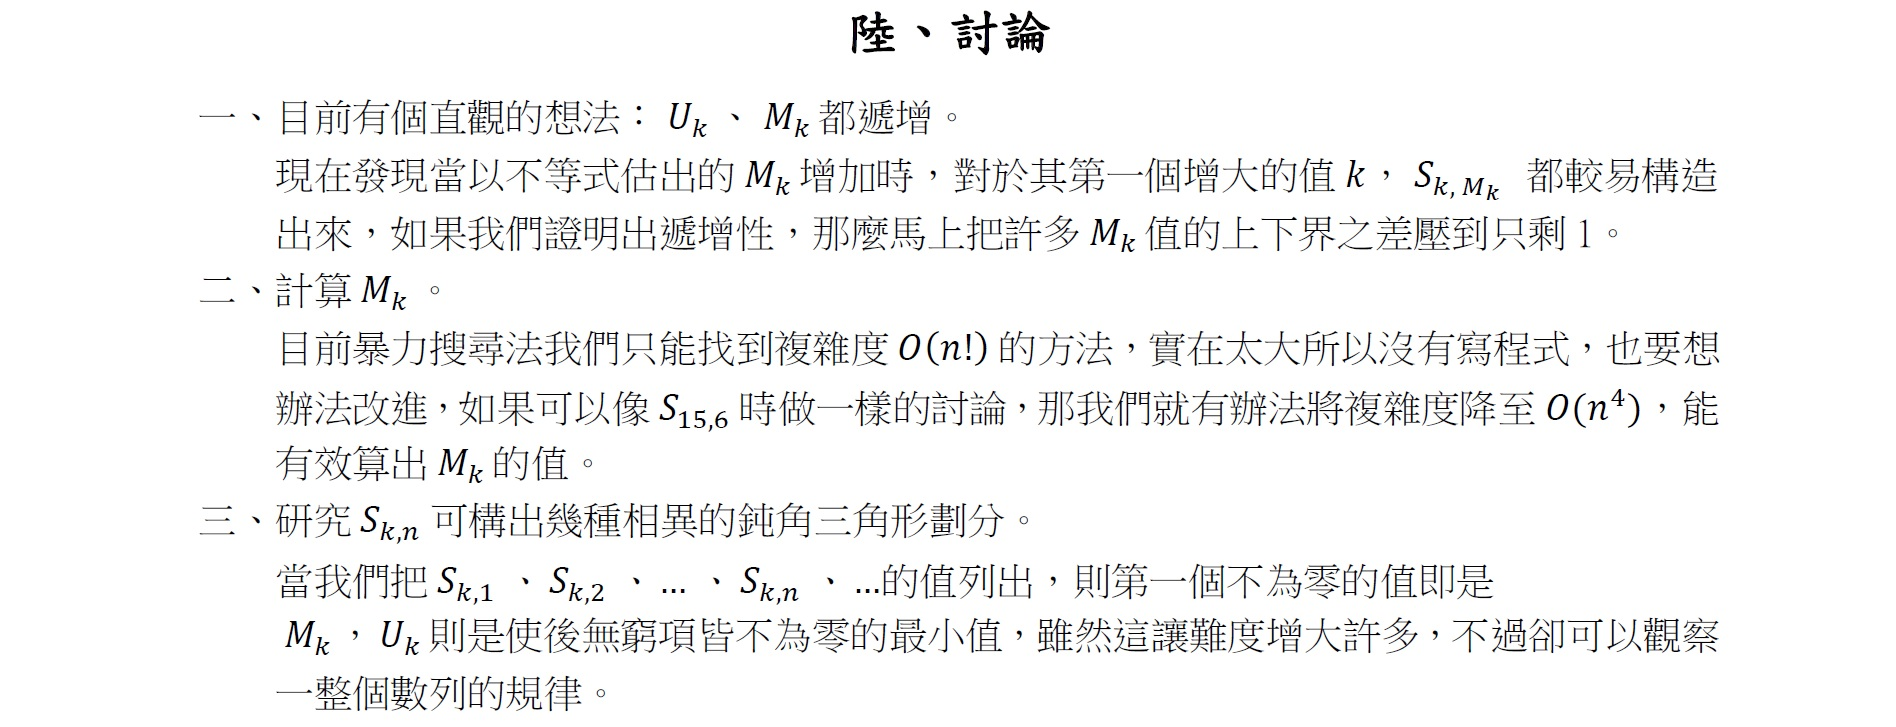 陸、討論
一、目前有個直觀的想法： U_k 、 M_k 都遞增。
現在發現當以不等式估出的 M_k 增加時，對於其第一個增大的值 k， S_{k, M_k} 都較易構造
出來，如果我們證明出遞增性，那麼馬上把許多 M_k 值的上下界之差壓到只剩 1。
二、計算 M_k 。
目前暴力搜尋法我們只能找到複雜度 O(n!) 的方法，實在太大所以沒有寫程式，也要想
辦法改進，如果可以像 S_{15,6} 時做一樣的討論，那我們就有辦法將複雜度降至 O(n^4)，能
有效算出 M_k 的值。
三、研究 S_{k,n} 可構出幾種相異的鈍角三角形劃分。
當我們把 S_{k,1} 、 S_{k,2} 、 … 、 S_{k,n} 、 …的值列出，則第一個不為零的值即是
M_k ， U_k 則是使後無窮項皆不為零的最小值，雖然這讓難度增大許多，不過卻可以觀察
一整個數列的規律。